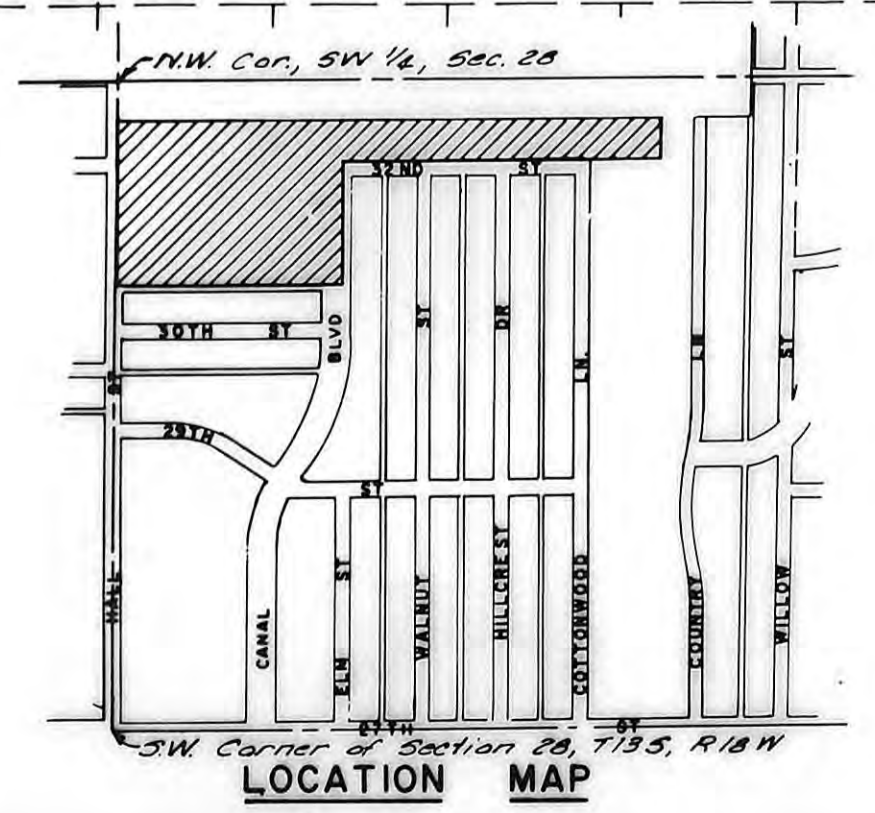 N.W. Cor., SW 1/4, Sec. 28
32ND ST
30TH ST
BLVD
ST
DR
LN.
LN
ST
ST
29TH
ST
HALL
CANAL
ELM ST
WALNUT
HILLCREST
COTTONWOOD
COUNTRY
WILLOW
27TH ST
S.W. Corner of Section 28, T13S, R18W
LOCATION MAP